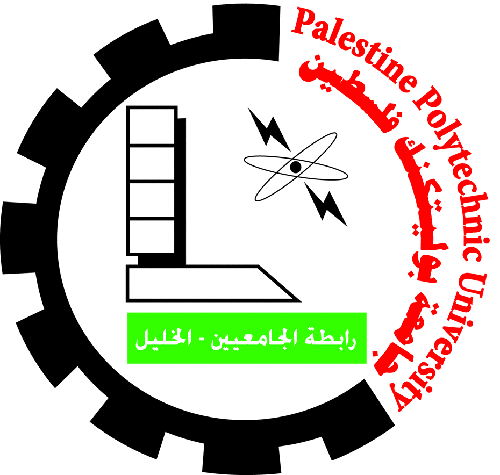 Palestine Polytechnic University
جامعة بوليتكنك فلسطين
رابطة الجامعيين - الخليل